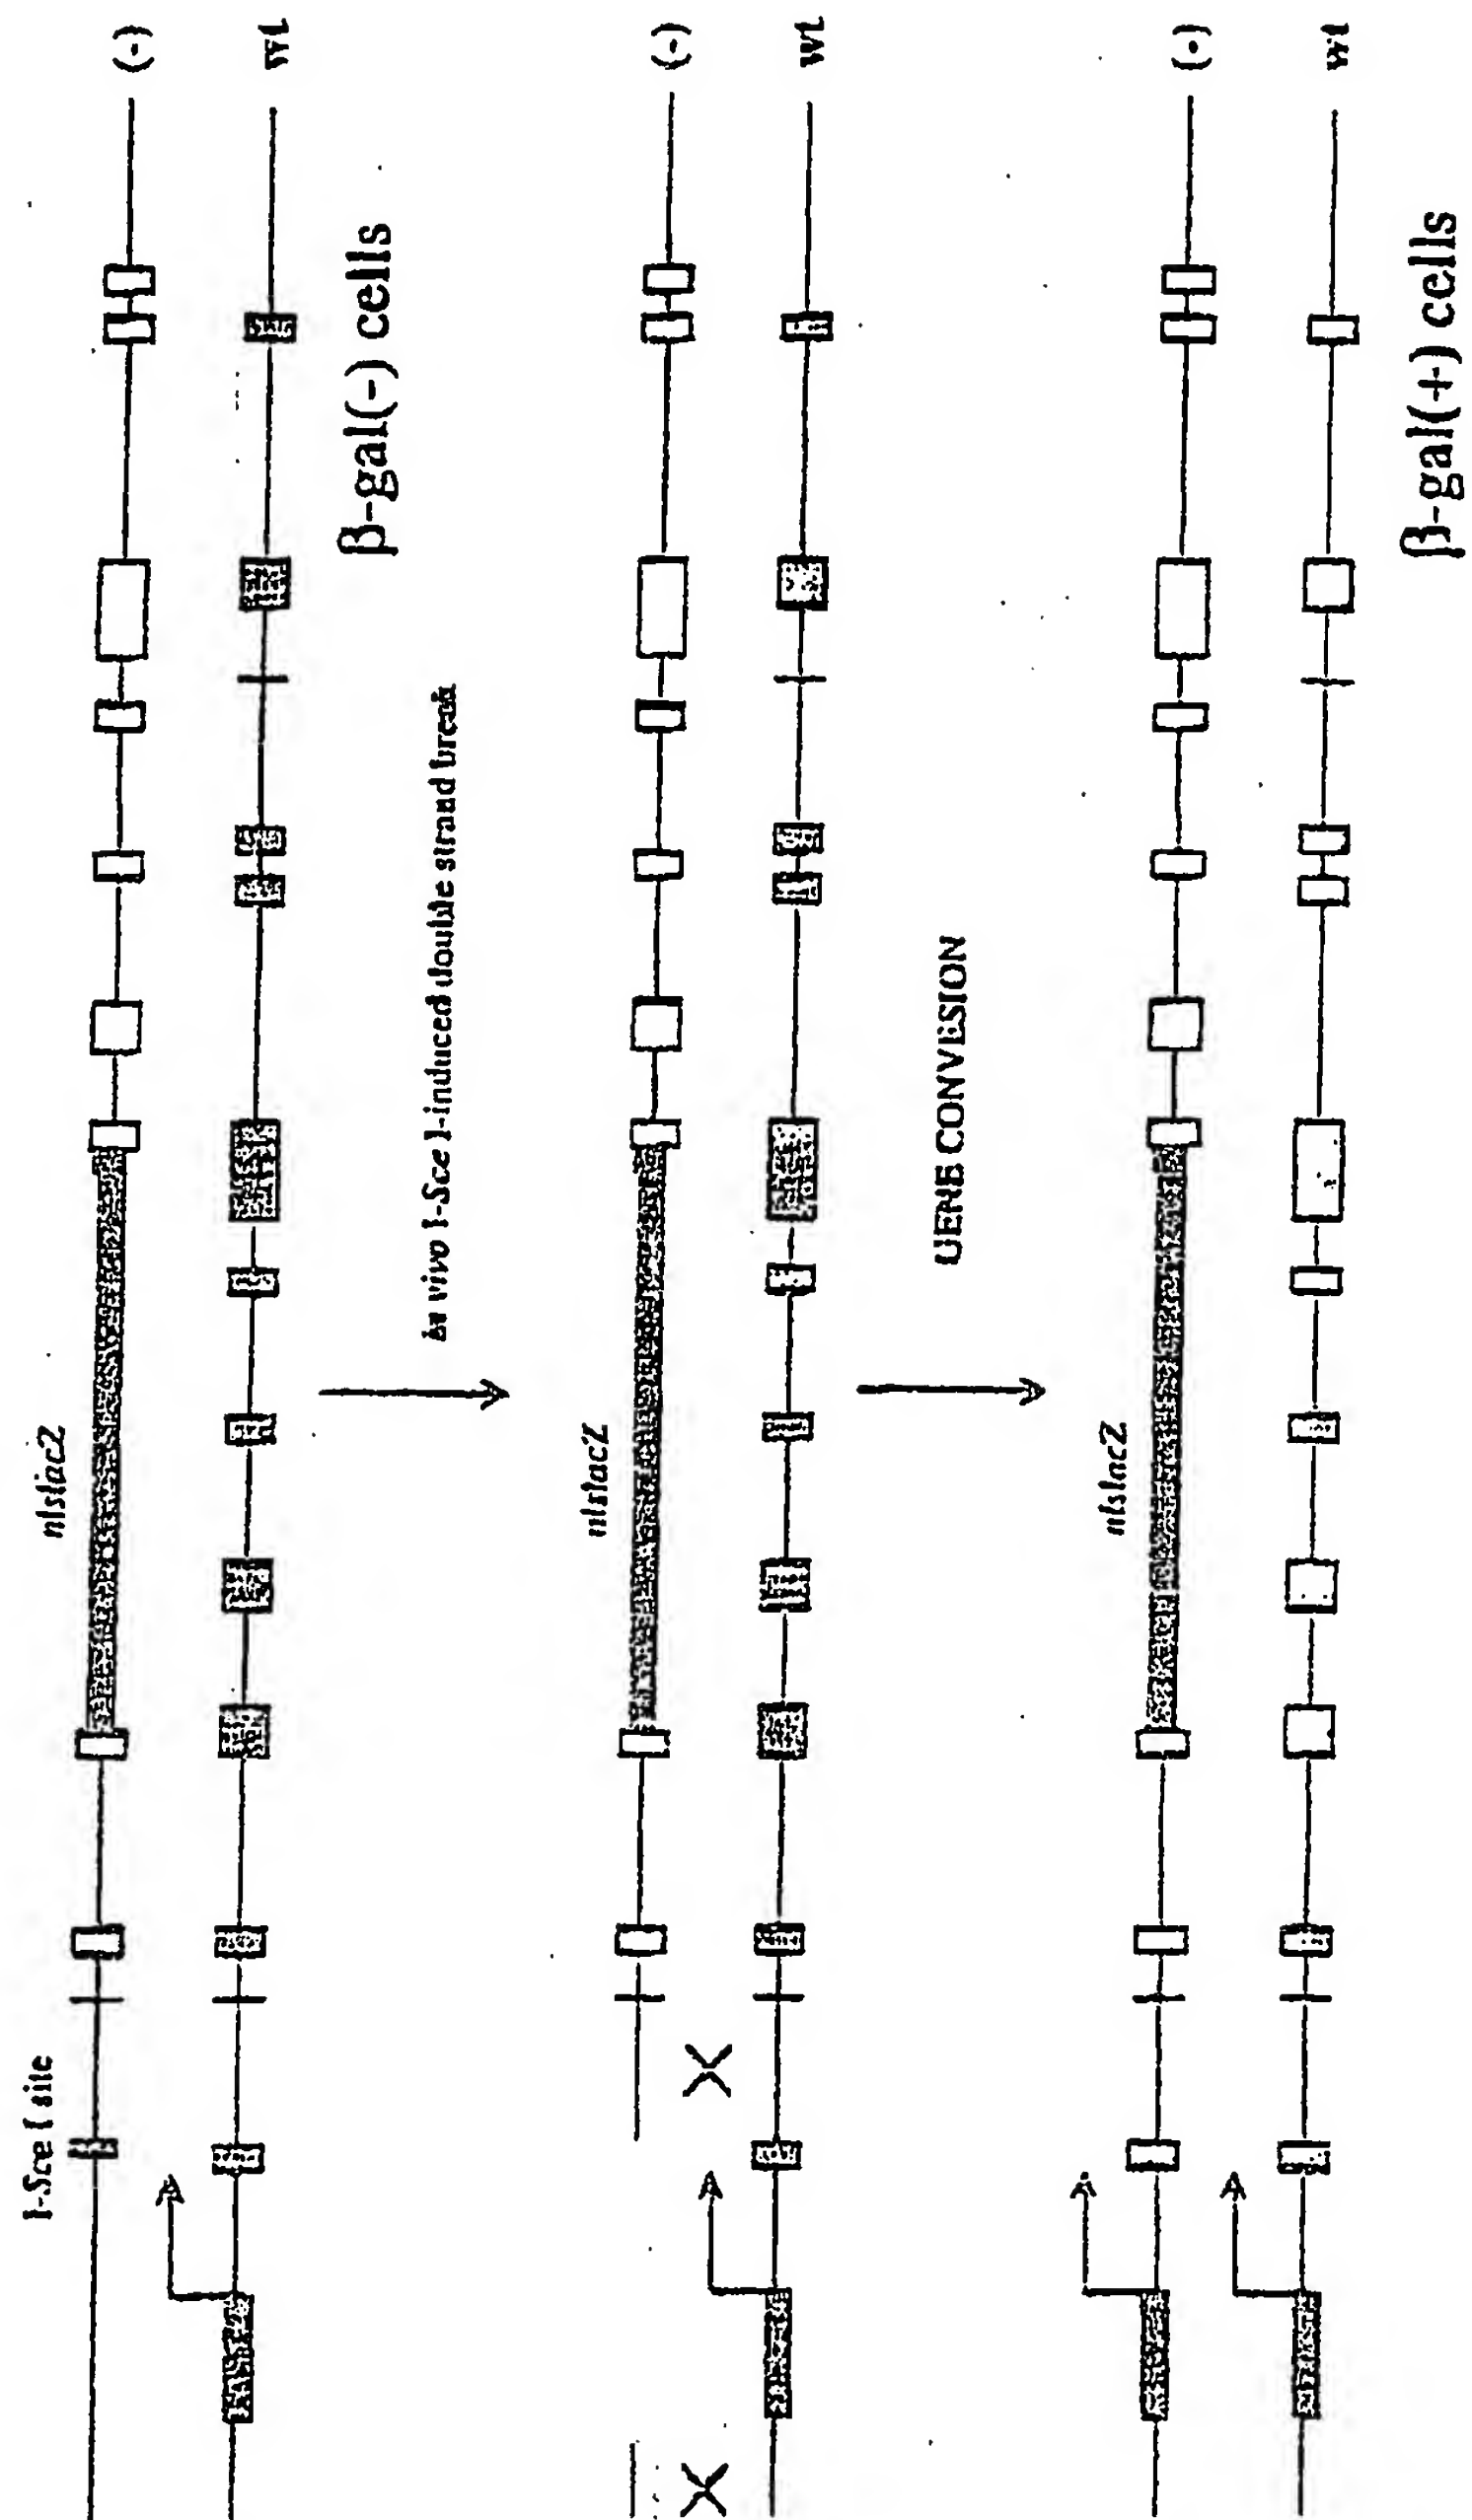 I-Sce I site
nlslacZ
(-)
wt
β-gal(-) cells
In vivo I-Sce I-induced double strand break
nlslacZ
(-)
X
X
wt
GENE CONVESION
nlslacZ
(-)
wt
β-gal(+) cells